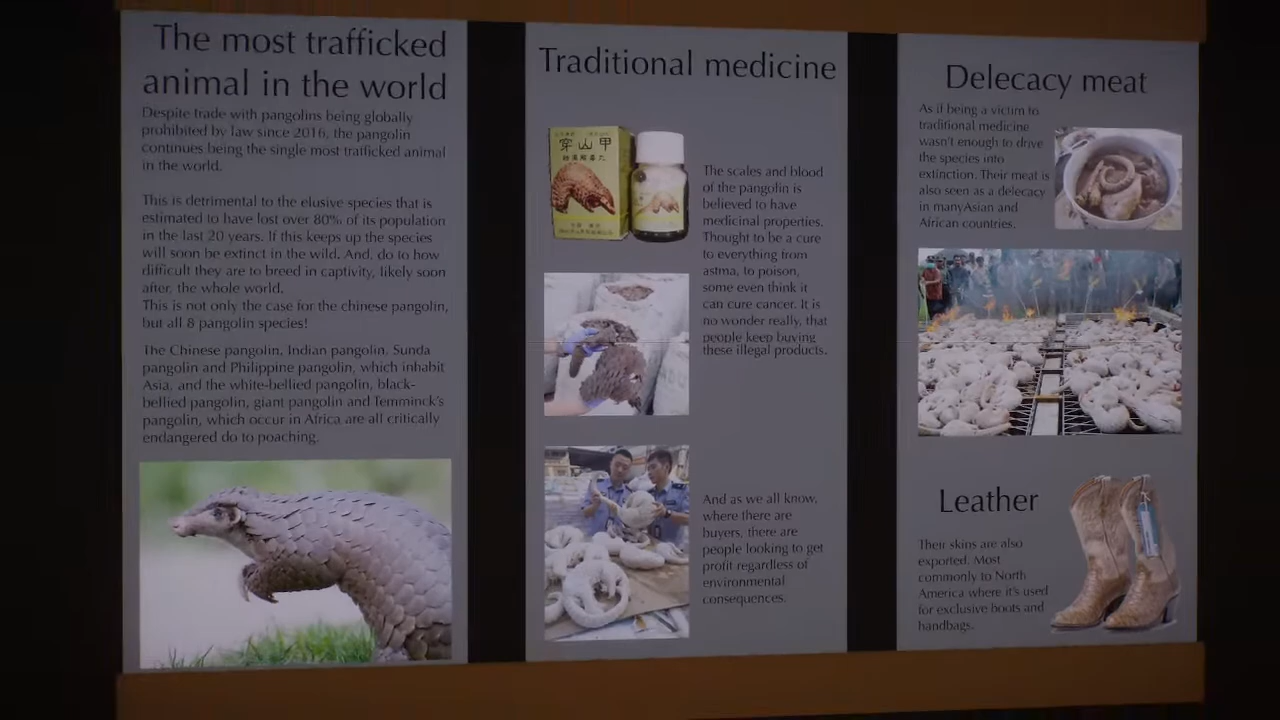 The most trafficked
animal in the world
Despite trade with pangolins being globally
prohibited by law since 2016, the pangolin
continues being the single most trafficked animal
in the world.
This is detrimental to the elusive species that is
estimated to have lost over 80% of its population
in the last 20 years. If this keeps up the species
will soon be extinct in the wild. And, do to how
difficult they are to breed in captivity, likely soon
after, the whole world.
This is not only the case for the chinese pangolin,
but all 8 pangolin species!
The Chinese pangolin, Indian pangolin, Sunda
pangolin and Philippine pangolin, which inhabit
Asia, and the white-bellied pangolin, black-
bellied pangolin, giant pangolin and Temminck's
pangolin, which occur in Africa are all critically
endangered do to poaching.
Traditional medicine
穿山甲
The scales and blood
of the pangolin is
believed to have
medicinal properties.
Thought to be a cure
to everything from
astma, to poison,
some even think it
can cure cancer. It is
no wonder really, that
people keep buying
these illegal products.
And as we all know,
where there are
buyers, there are
people looking to get
profit regardless of
environmental
consequences.
Delecacy meat
As if being a victim to
traditional medicine
wasn't enough to drive
the species into
extinction. Their meat is
also seen as a delecacy
in manyAsian and
African countries.
Leather
Their skins are also
exported. Most
commonly to North
America where it's used
for exclusive boots and
handbags.